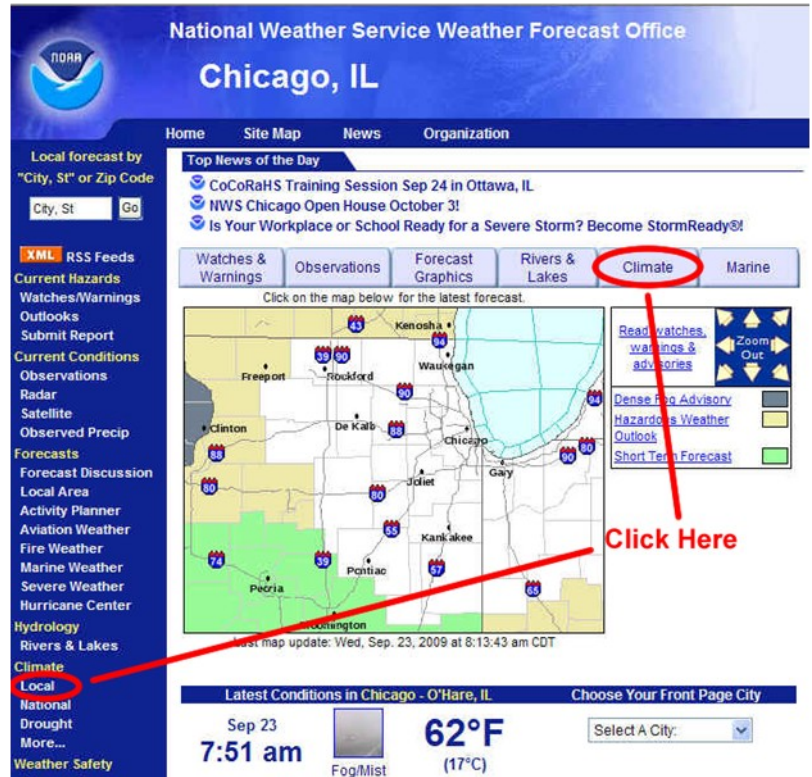 NOAA
National Weather Service Weather Forecast Office
Chicago, IL
Home Site Map News Organization
Local forecast by
"City, St" or Zip Code
City, St Go
XML RSS Feeds
Current Hazards
Watches/Warnings
Outlooks
Submit Report
Current Conditions
Observations
Radar
Satellite
Observed Precip
Forecasts
Forecast Discussion
Local Area
Activity Planner
Aviation Weather
Fire Weather
Marine Weather
Severe Weather
Hurricane Center
Hydrology
Rivers & Lakes
Climate
Local
National
Drought
More...
Weather Safety
Top News of the Day
CoCoRaHS Training Session Sep 24 in Ottawa, IL
NWS Chicago Open House October 3!
Is Your Workplace or School Ready for a Severe Storm? Become StormReady®!
Watches &
Warnings
Observations
Forecast
Graphics
Rivers &
Lakes
Climate
Marine
Click on the map below for the latest forecast.
43
Kenosha
94
39 90
Waukegan
Freeport
Rockford
90
94
Clinton
De Kalb
88
Chicago
88
90 80
Joliet
Gary
80
80
55
Kankakee
74
39
Pontiac
57
Peoria
65
Bloomington
Last map update: Wed, Sep. 23, 2009 at 8:13:43 am CDT
Read watches,
warnings &
advisories
Zoom
Out
Dense Fog Advisory
Hazardous Weather
Outlook
Short Term Forecast
Click Here
Latest Conditions in Chicago - O'Hare, IL
Choose Your Front Page City
Sep 23
7:51 am
Fog/Mist
62°F
(17°C)
Select A City: